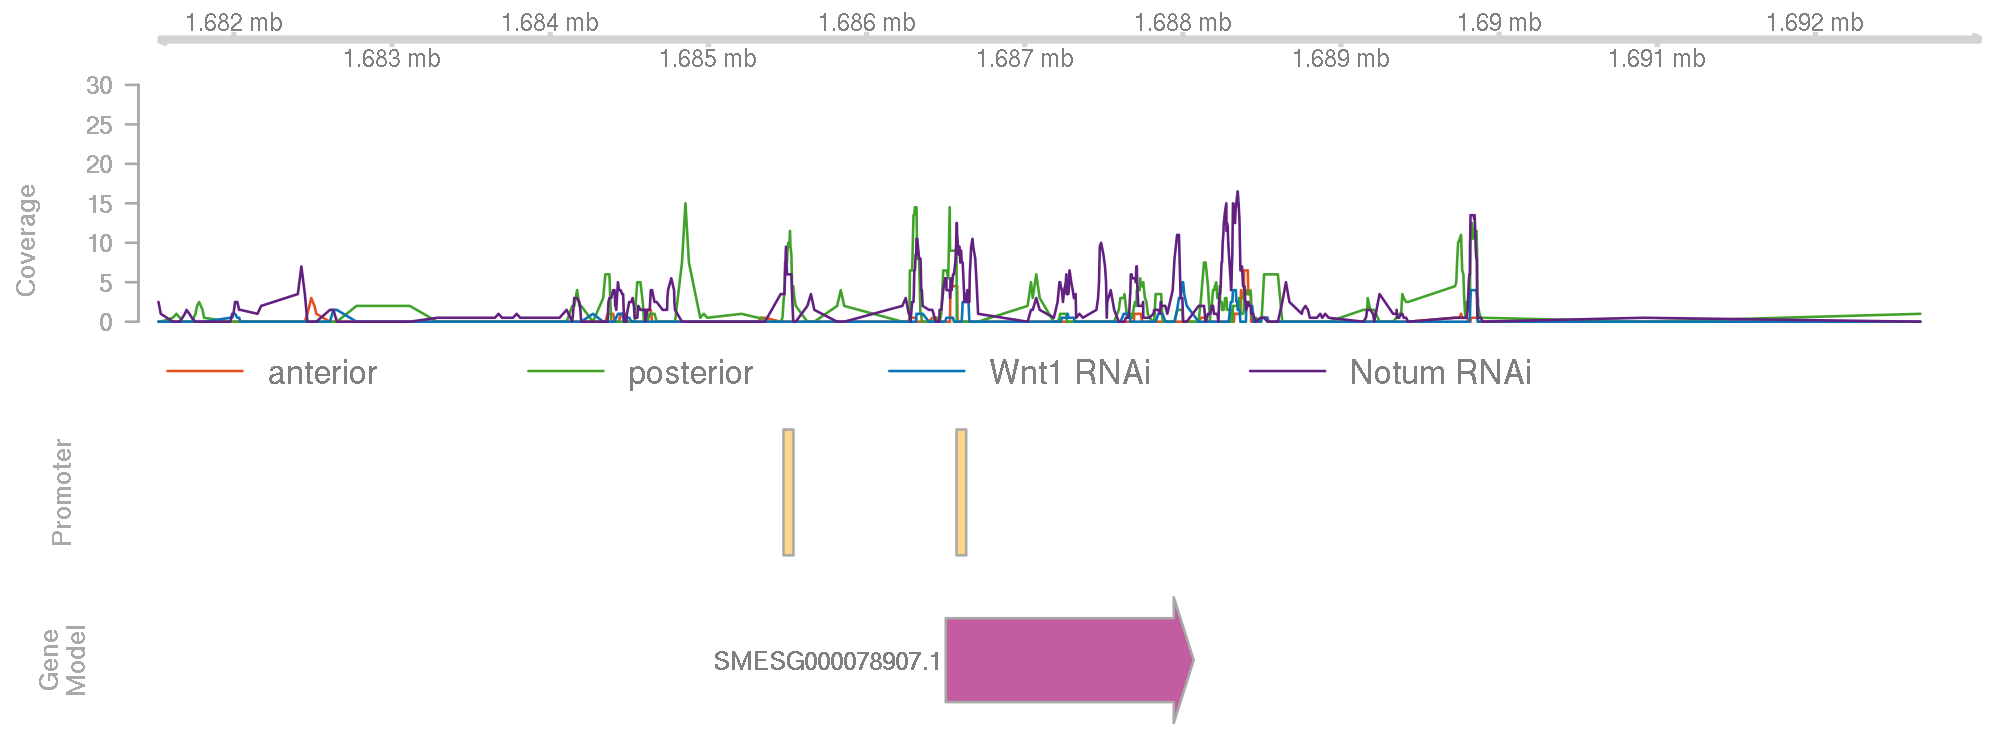 1.682 mb 1.684 mb 1.686 mb 1.688 mb 1.69 mb 1.692 mb
1.683 mb 1.685 mb 1.687 mb 1.689 mb 1.691 mb
30
25
20
15
10
5
0
Coverage
anterior posterior Wnt1 RNAi Notum RNAi
Promoter
Gene
Model
SMESG000078907.1